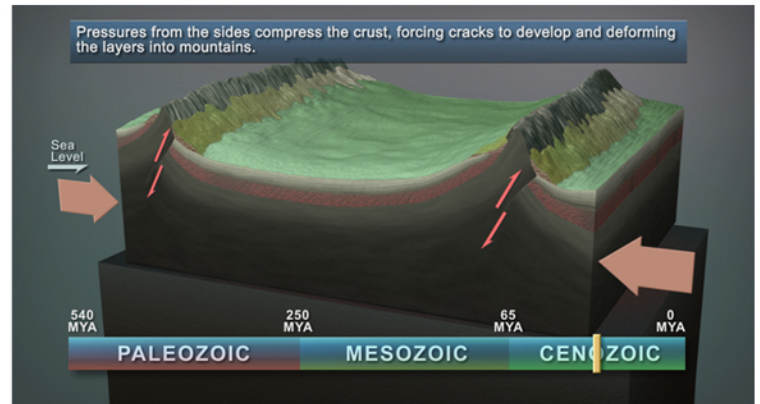 Pressures from the sides compress the crust, forcing cracks to develop and deforming
the layers into mountains.
Sea
Level
540
MYA
250
MYA
65
MYA
0
MYA
PALEOZOIC
MESOZOIC
CENOZOIC